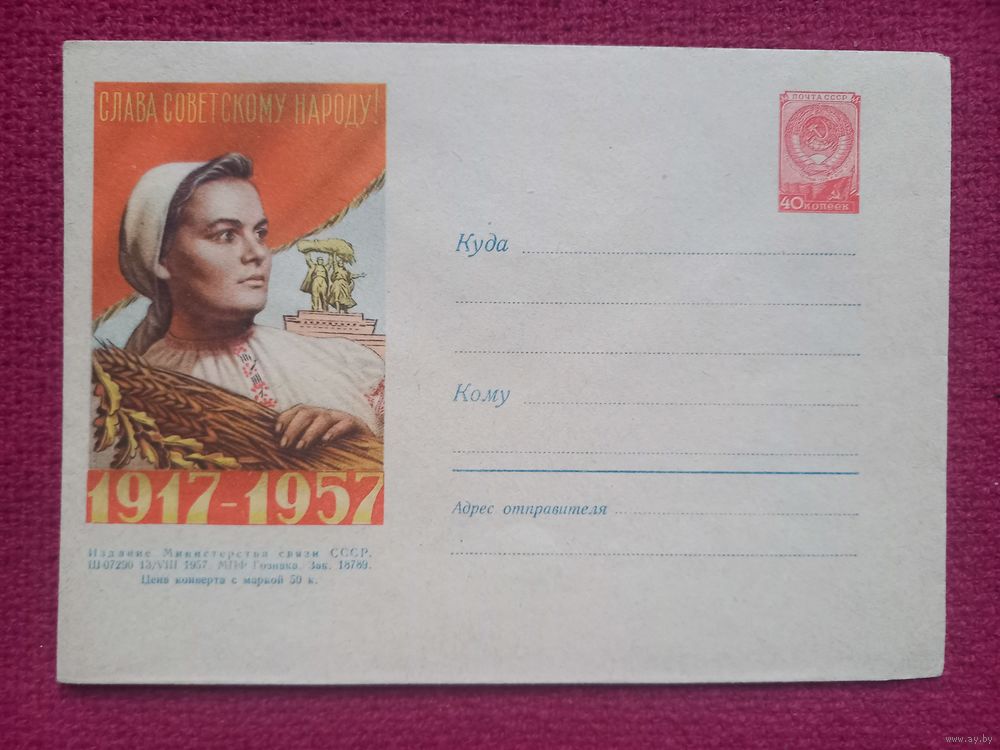 СЛАВА СОВЕТСКОМУ НАРОДУ!
1917-1957
Издание Министерства связи СССР.
Ш-07290 13/VIII 1957. МПФ Гознака. Зак. 18789.
Цена конверта с маркой 50 к.
ПОЧТА СССР
40 КОПЕЕК
Куда
Кому
Адрес отправителя
www.ay.by